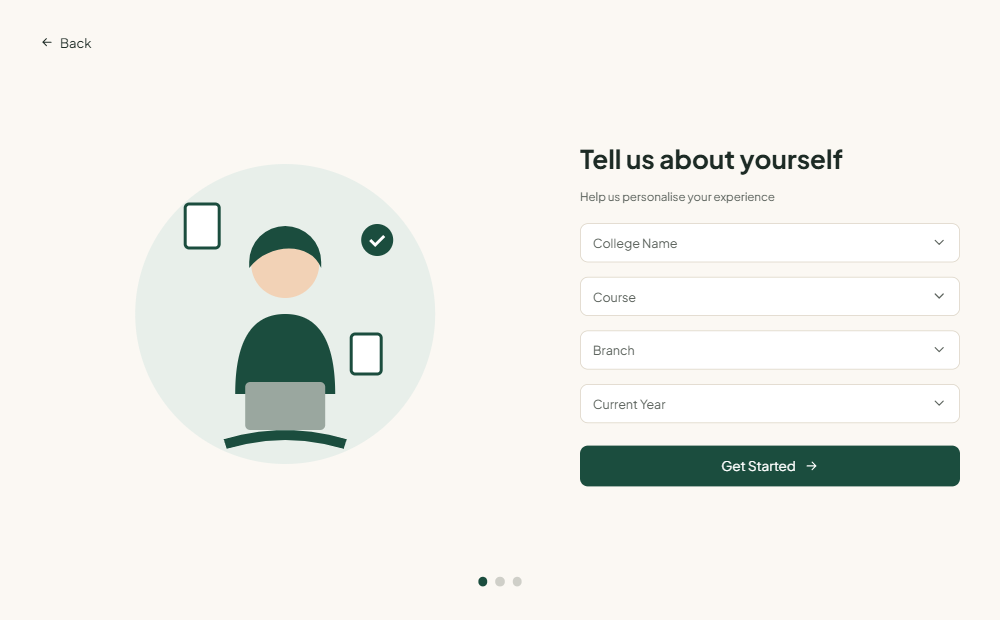 Back
Tell us about yourself
Help us personalise your experience
College Name
Course
Branch
Current Year
Get Started